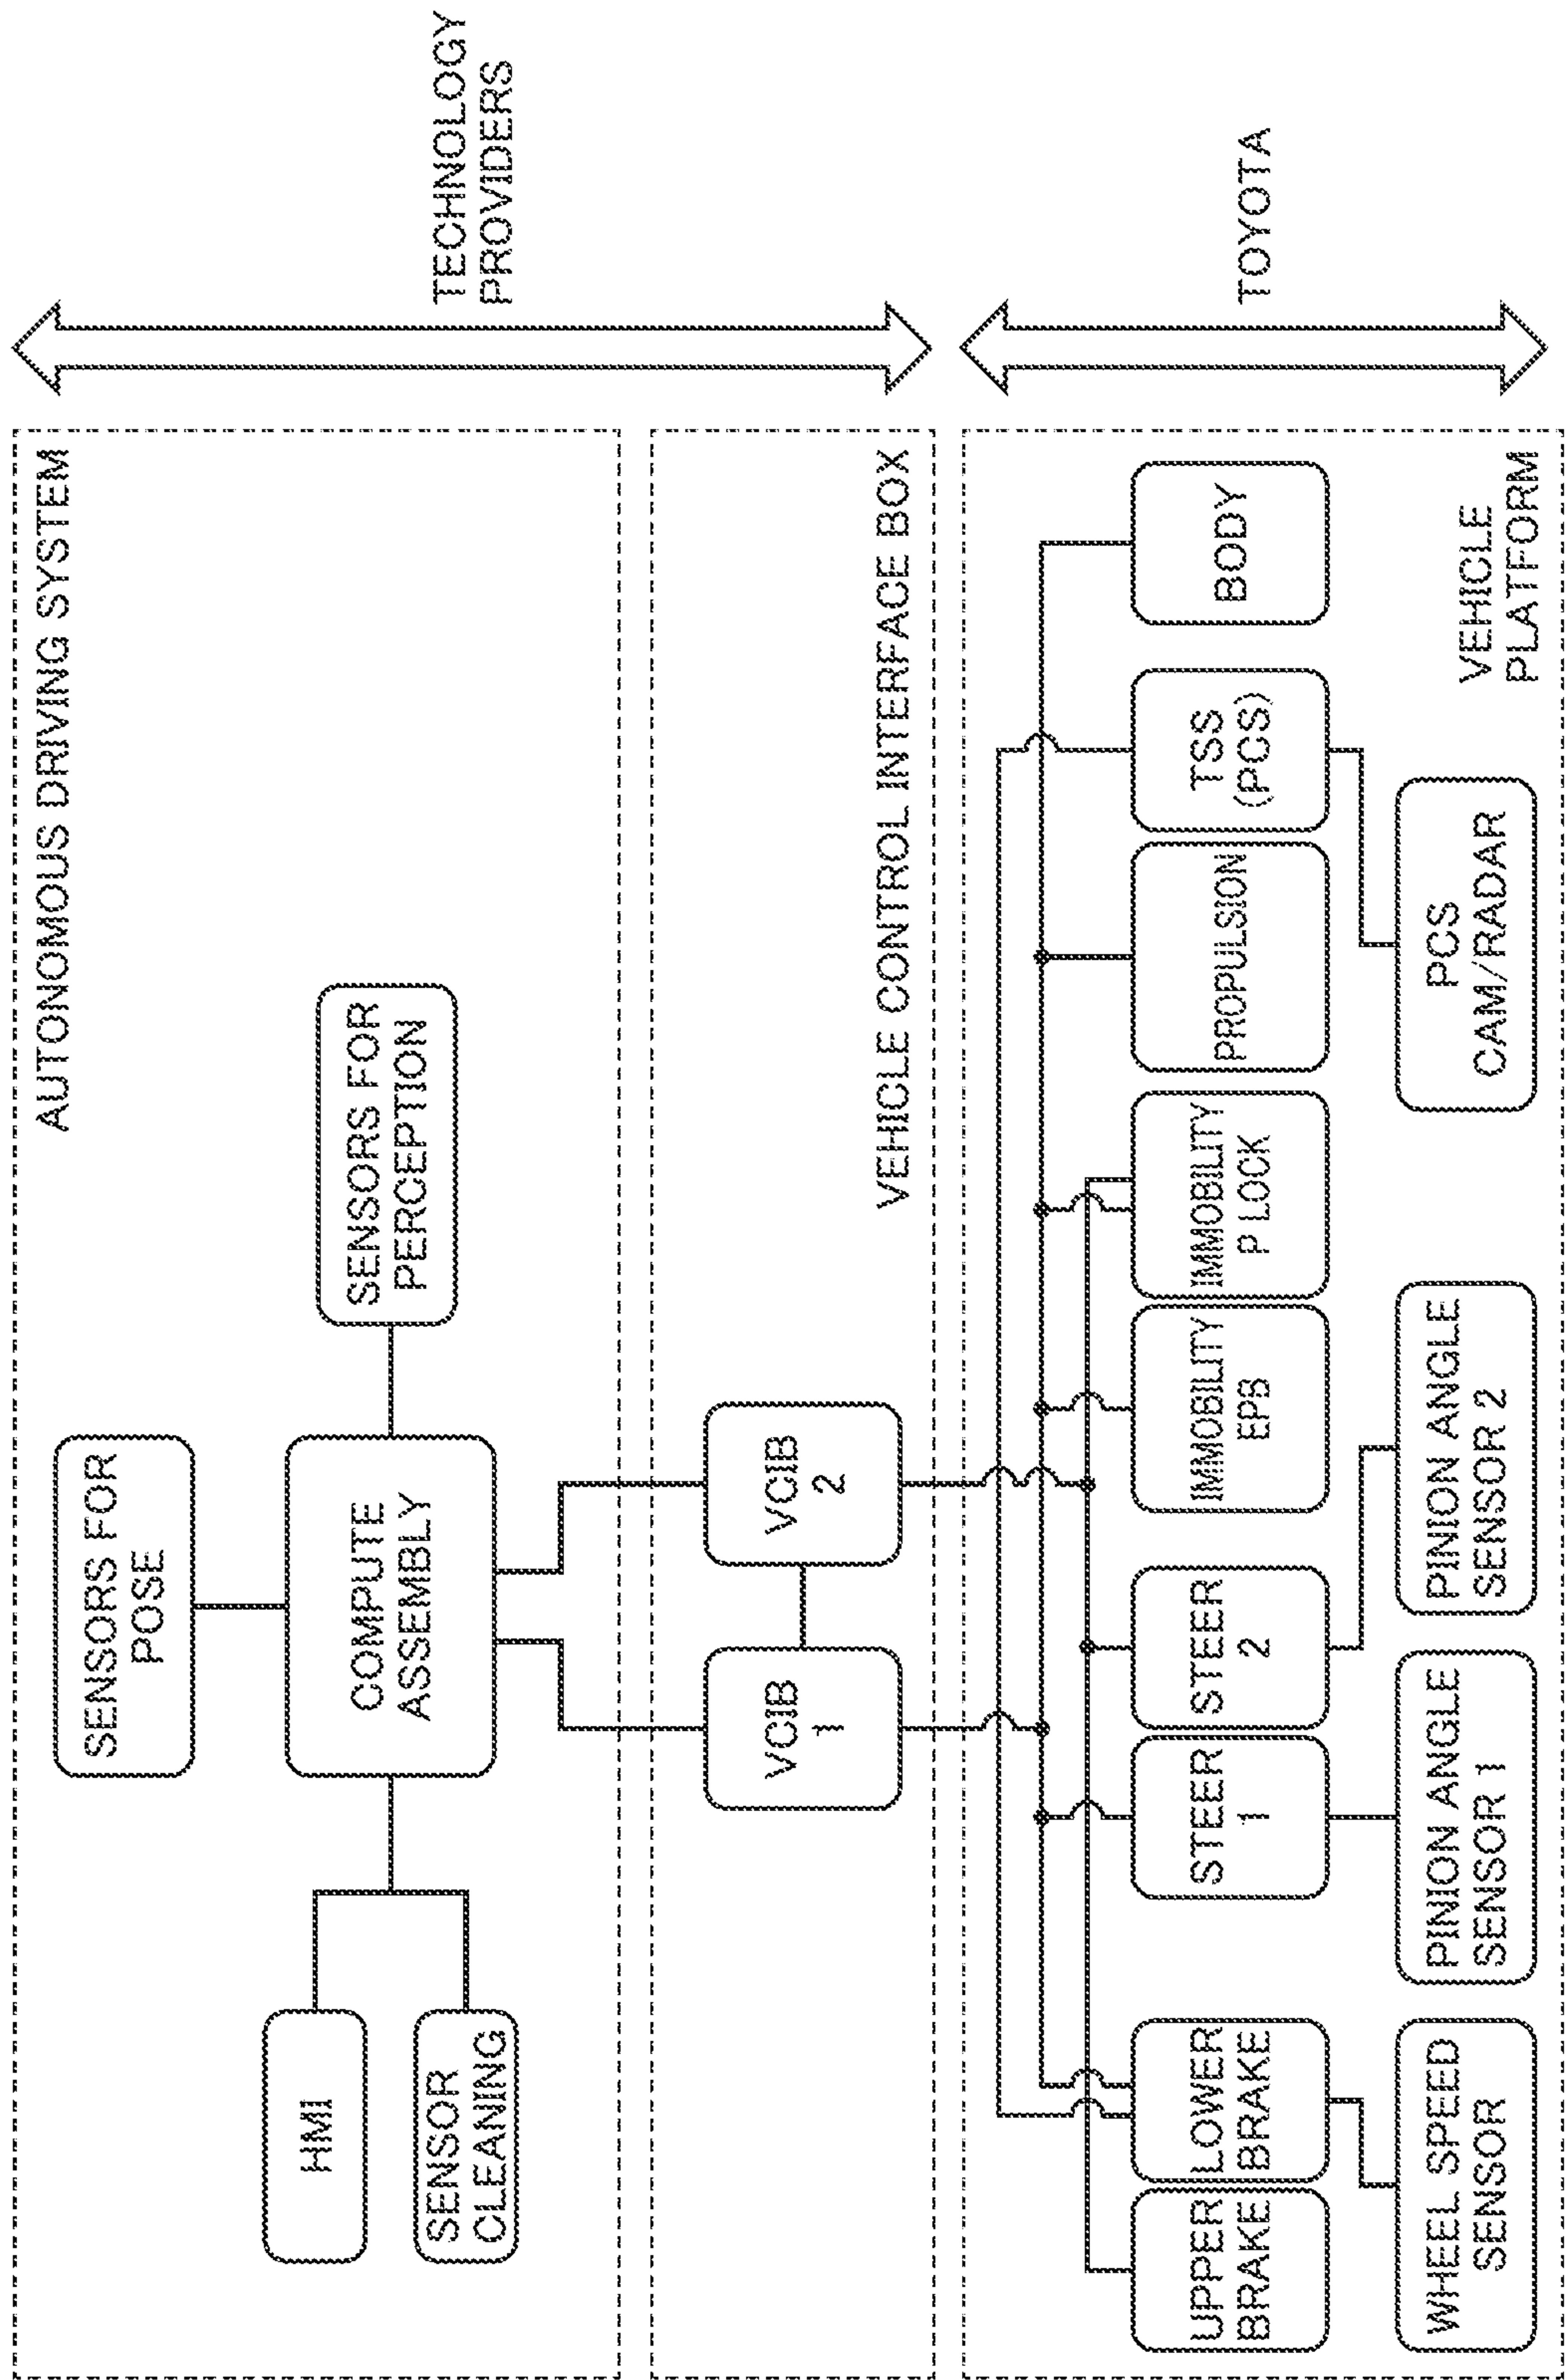 AUTONOMOUS DRIVING SYSTEM
SENSORS FOR
POSE
HMI
SENSOR
CLEANING
COMPUTE
ASSEMBLY
SENSORS FOR
PERCEPTION
TECHNOLOGY
PROVIDERS
VCIB
1
VCIB
2
VEHICLE CONTROL INTERFACE BOX
UPPER
BRAKE
LOWER
BRAKE
STEER
1
STEER
2
IMMOBILITY
EPB
IMMOBILITY
P LOCK
PROPULSION
TSS
(PCS)
BODY
TOYOTA
WHEEL SPEED
SENSOR
PINION ANGLE
SENSOR 1
PINION ANGLE
SENSOR 2
PCS
CAM/RADAR
VEHICLE
PLATFORM